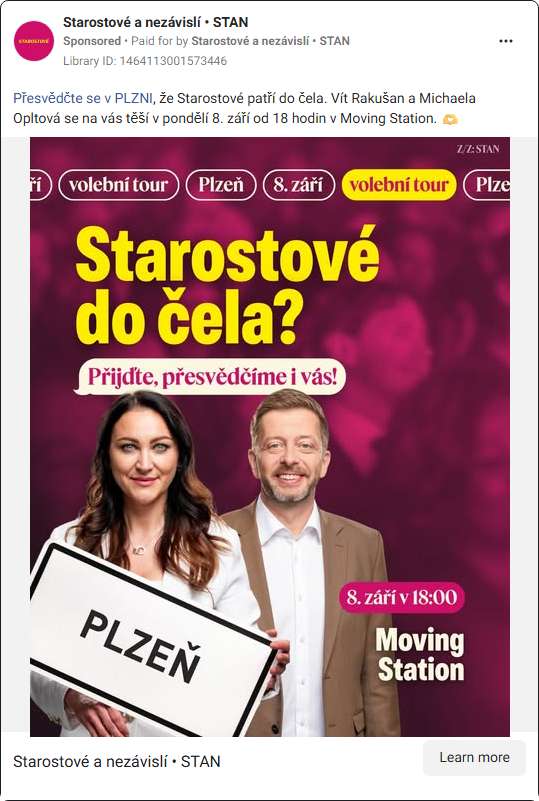 Starostové a nezávislí • STAN
STAROSTOVÉ
Sponsored • Paid for by Starostové a nezávislí • STAN
Library ID: 1464113001573446
Přesvědčte se v PLZNI, že Starostové patří do čela. Vít Rakušan a Michaela
Opltová se na vás těší v pondělí 8. září od 18 hodin v Moving Station. 🫶
Z/Z: STAN
ří volební tour Plzeň 8. září volební tour Plze
Starostové
do čela?
Přijďte, přesvědčíme i vás!
PLZEŇ
8. září v 18:00
Moving
Station
Starostové a nezávislí • STAN
Learn more